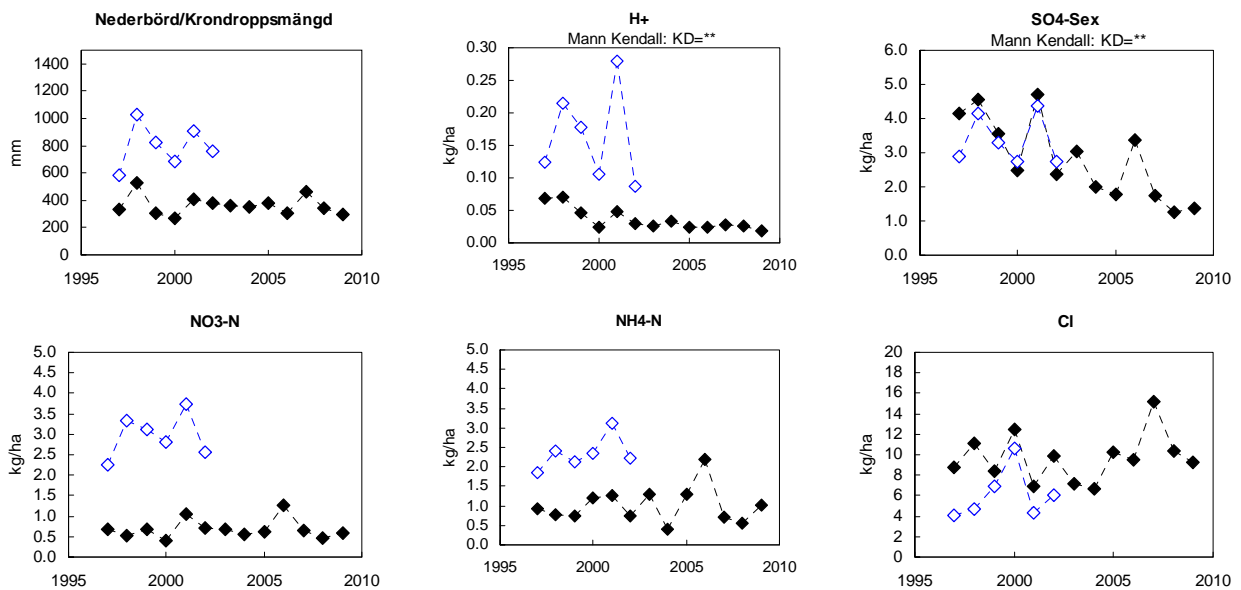 Nederbörd/Krondroppsmängd
1400
1200
1000
800
600
400
200
0
mm
1995 2000 2005 2010
H+
Mann Kendall: KD=**
0.30
0.25
0.20
0.15
0.10
0.05
0.00
kg/ha
1995 2000 2005 2010
SO4-Sex
Mann Kendall: KD=**
6.0
5.0
4.0
3.0
2.0
1.0
0.0
kg/ha
1995 2000 2005 2010
NO3-N
5.0
4.5
4.0
3.5
3.0
2.5
2.0
1.5
1.0
0.5
0.0
kg/ha
1995 2000 2005 2010
NH4-N
5.0
4.5
4.0
3.5
3.0
2.5
2.0
1.5
1.0
0.5
0.0
kg/ha
1995 2000 2005 2010
Cl
20
18
16
14
12
10
8
6
4
2
0
kg/ha
1995 2000 2005 2010